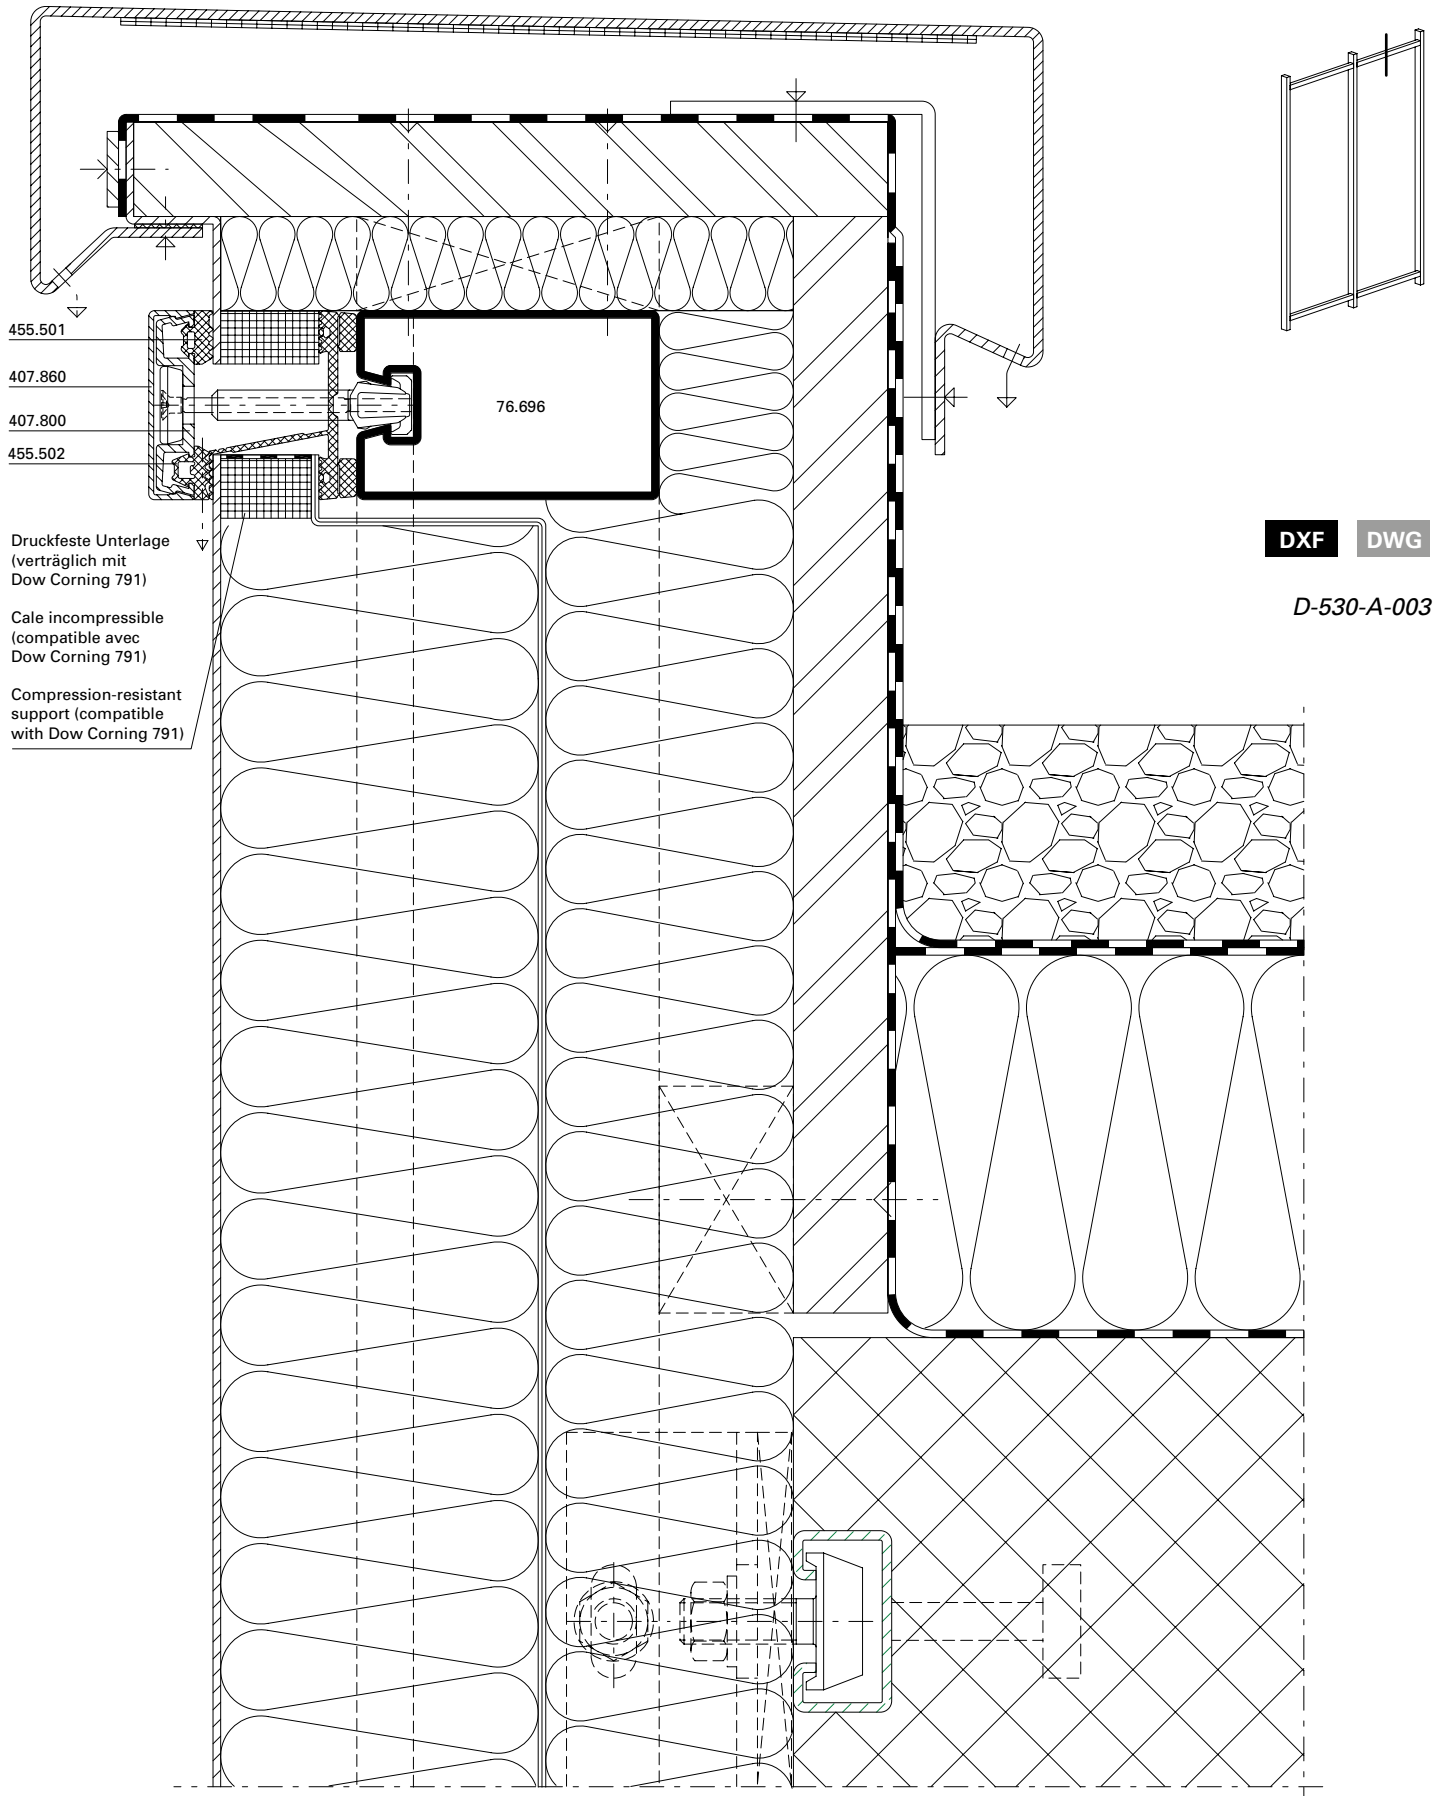 455.501
407.860
407.800
455.502
76.696
Druckfeste Unterlage
(verträglich mit
Dow Corning 791)
Cale incompressible
(compatible avec
Dow Corning 791)
Compression-resistant
support (compatible
with Dow Corning 791)
DXF DWG
D-530-A-003